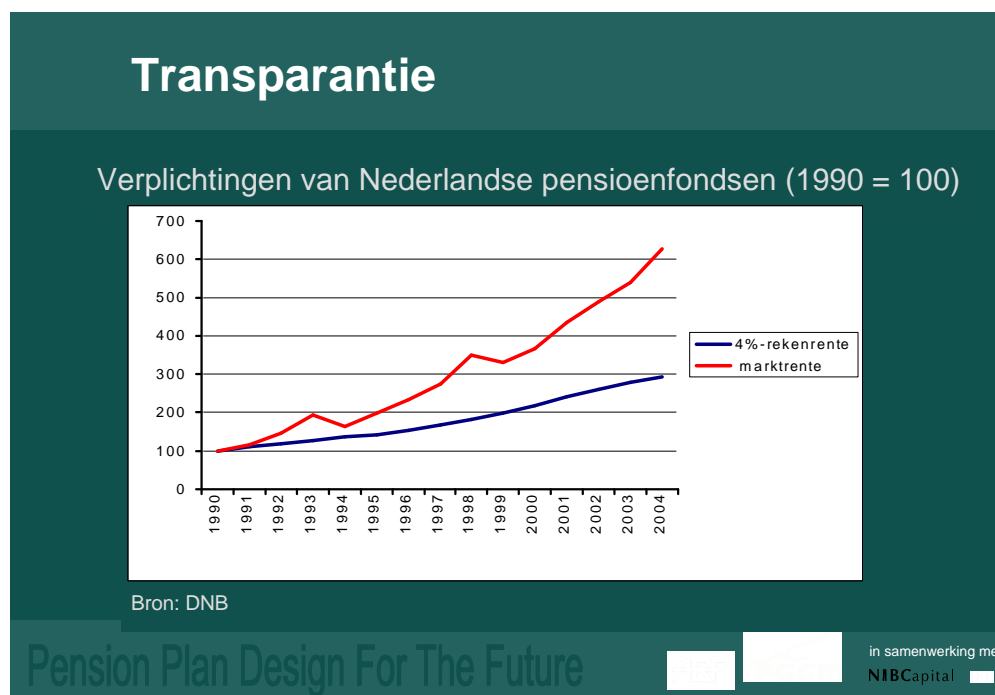 Transparantie
Verplichtingen van Nederlandse pensioenfondsen (1990 = 100)
700
600
500
400
300
200
100
0
1990 1991 1992 1993 1994 1995 1996 1997 1998 1999 2000 2001 2002 2003 2004
4%-rekenrente
marktrente
Bron: DNB
Pension Plan Design For The Future
in samenwerking me
NIBCapital